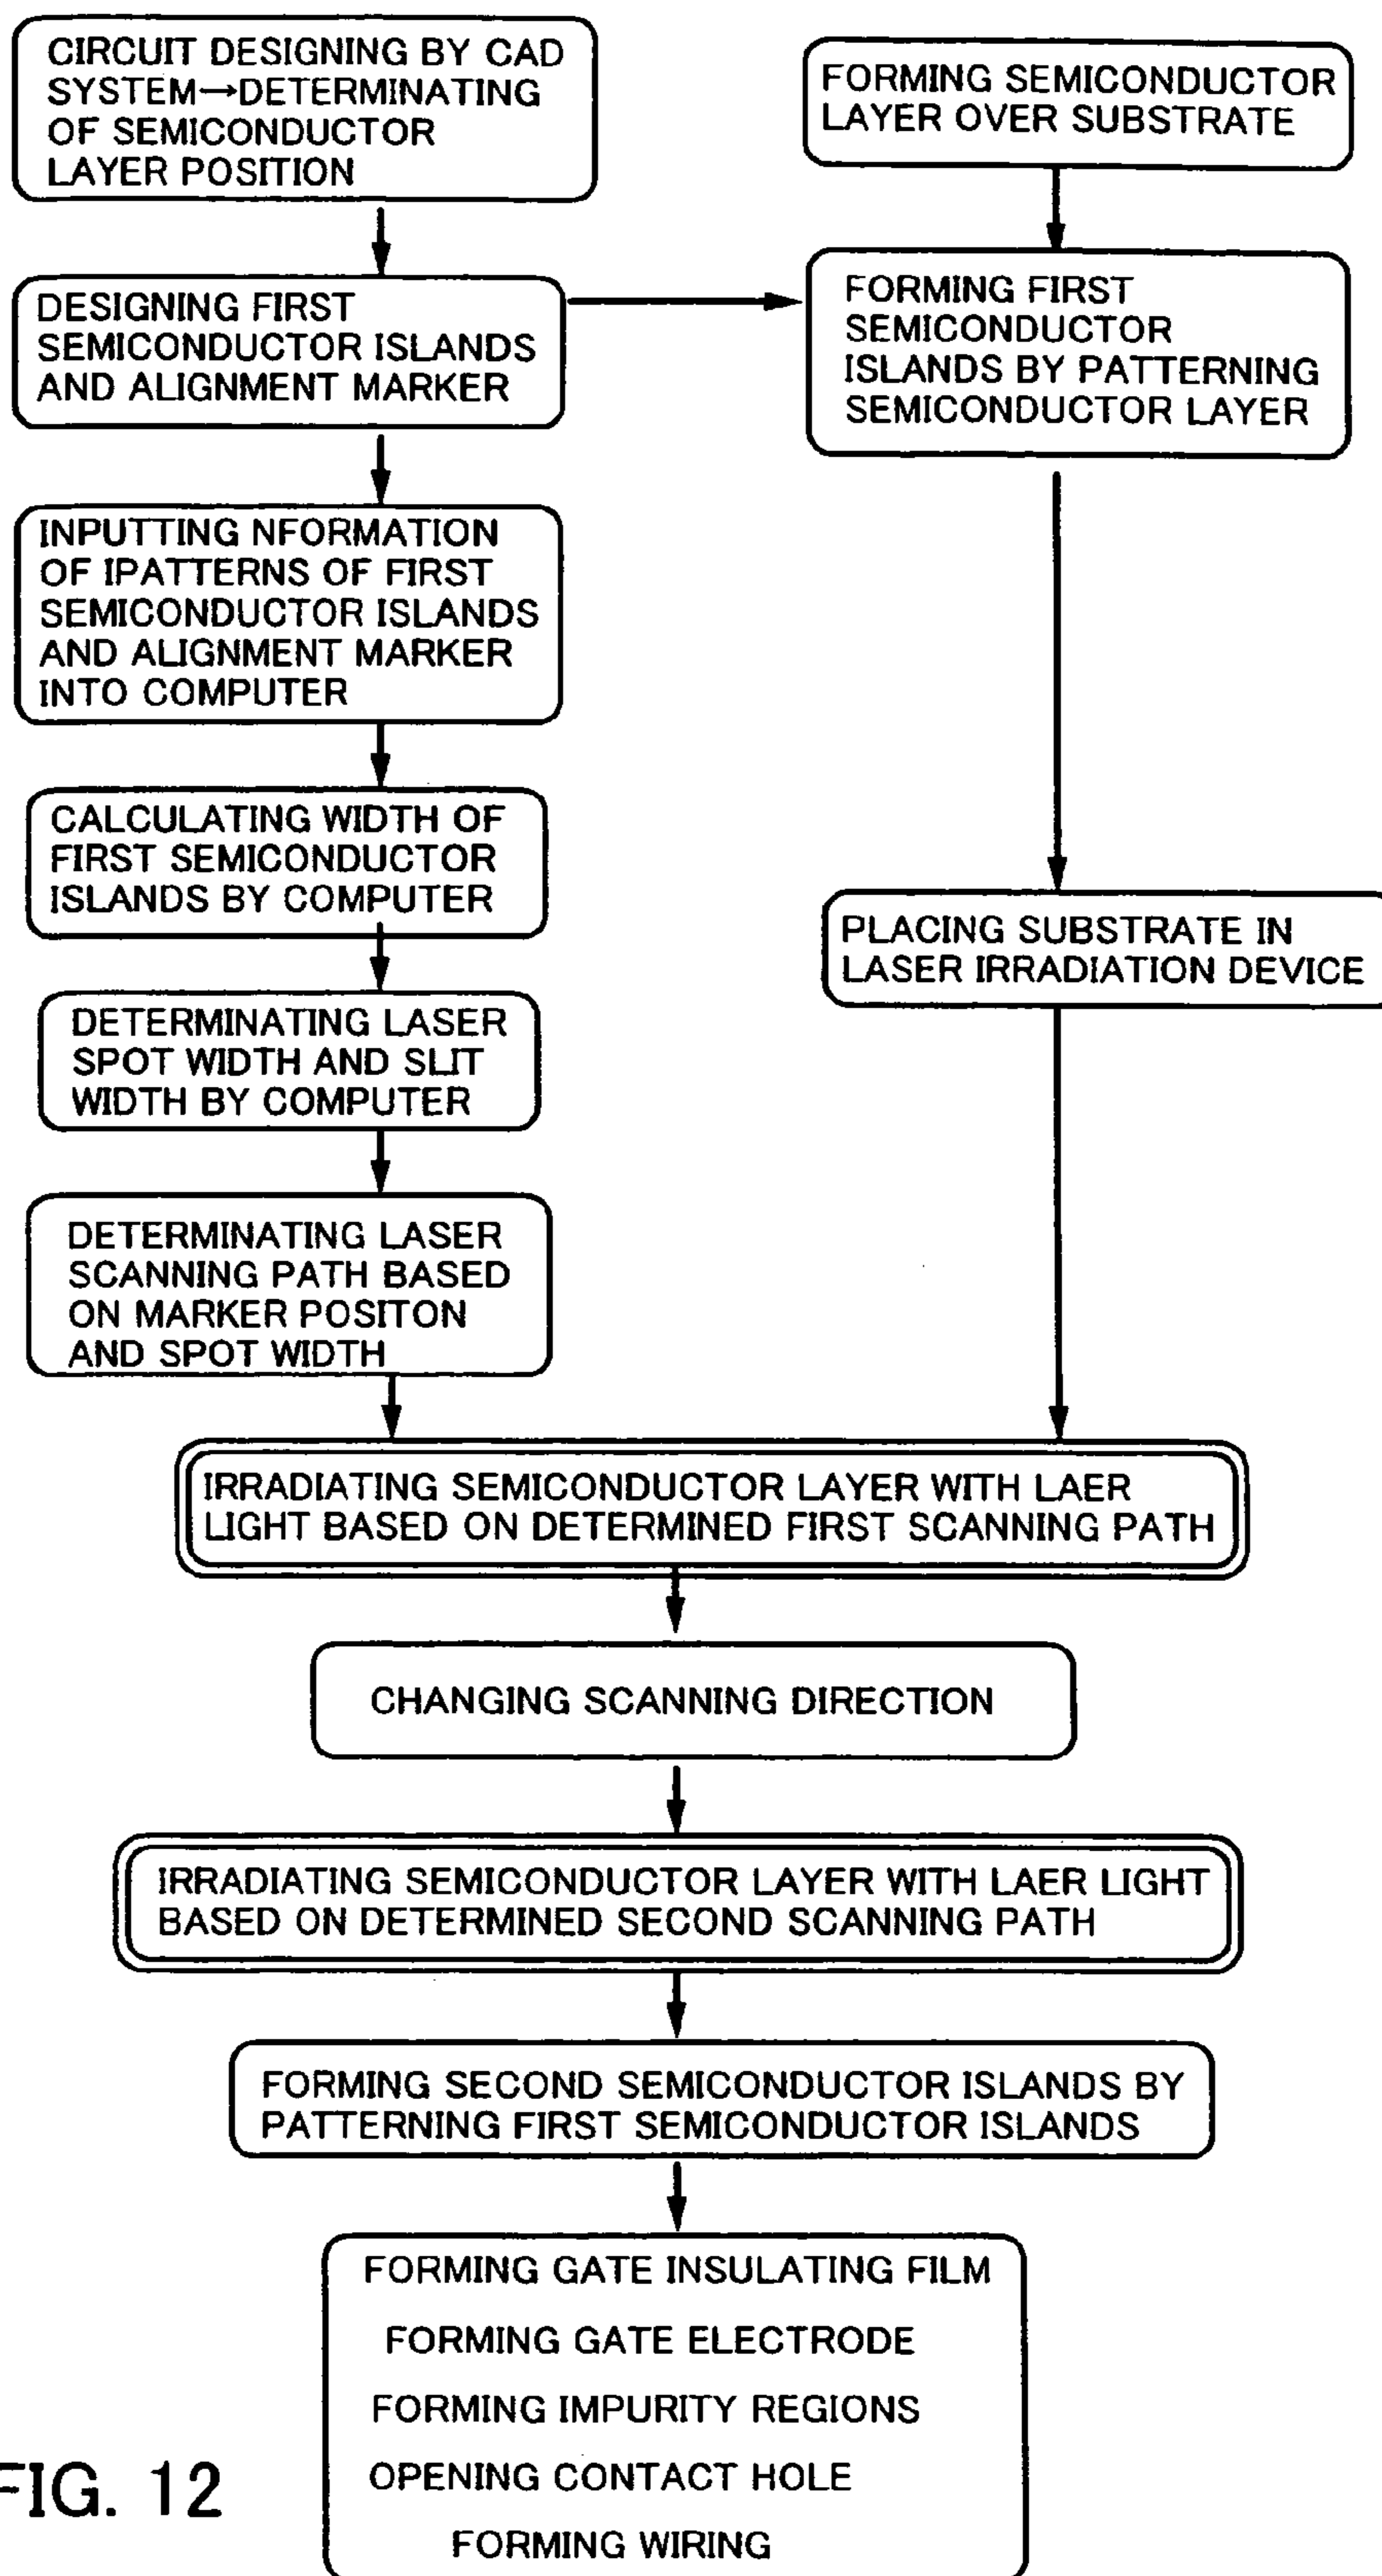 CIRCUIT DESIGNING BY CAD
SYSTEM→DETERMINATING
OF SEMICONDUCTOR
LAYER POSITION
FORMING SEMICONDUCTOR
LAYER OVER SUBSTRATE
DESIGNING FIRST
SEMICONDUCTOR ISLANDS
AND ALIGNMENT MARKER
FORMING FIRST
SEMICONDUCTOR
ISLANDS BY PATTERNING
SEMICONDUCTOR LAYER
INPUTTING NFORMATION
OF IPATTERNS OF FIRST
SEMICONDUCTOR ISLANDS
AND ALIGNMENT MARKER
INTO COMPUTER
CALCULATING WIDTH OF
FIRST SEMICONDUCTOR
ISLANDS BY COMPUTER
PLACING SUBSTRATE IN
LASER IRRADIATION DEVICE
DETERMINATING LASER
SPOT WIDTH AND SLIT
WIDTH BY COMPUTER
DETERMINATING LASER
SCANNING PATH BASED
ON MARKER POSITON
AND SPOT WIDTH
IRRADIATING SEMICONDUCTOR LAYER WITH LAER
LIGHT BASED ON DETERMINED FIRST SCANNING PATH
CHANGING SCANNING DIRECTION
IRRADIATING SEMICONDUCTOR LAYER WITH LAER LIGHT
BASED ON DETERMINED SECOND SCANNING PATH
FORMING SECOND SEMICONDUCTOR ISLANDS BY
PATTERNING FIRST SEMICONDUCTOR ISLANDS
FORMING GATE INSULATING FILM
FORMING GATE ELECTRODE
FORMING IMPURITY REGIONS
OPENING CONTACT HOLE
FORMING WIRING
FIG. 12